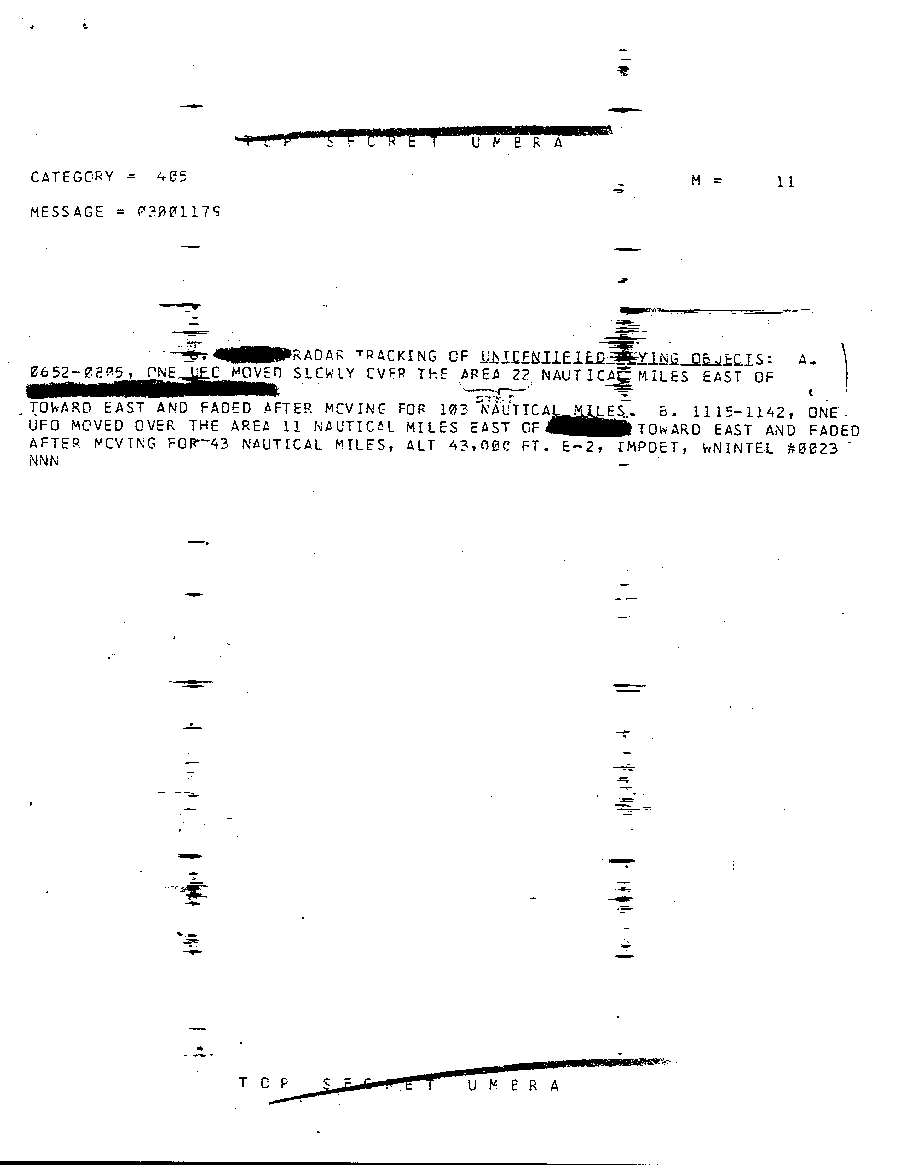 TOP SECRET UMBRA
CATEGORY = 405 M = 11
MESSAGE = 03001179
RADAR TRACKING OF UNIDENTIFIED FLYING OBJECTS: A.
0652-0805, ONE UFO MOVED SLOWLY OVER THE AREA 22 NAUTICAL MILES EAST OF
TOWARD EAST AND FADED AFTER MOVING FOR 103 NAUTICAL MILES. B. 1115-1142, ONE
UFO MOVED OVER THE AREA 11 NAUTICAL MILES EAST OF TOWARD EAST AND FADED
AFTER MOVING FOR 43 NAUTICAL MILES, ALT 43,000 FT. E-2, IMPDET, WNINTEL #0023
NNN
TOP SECRET UMBRA